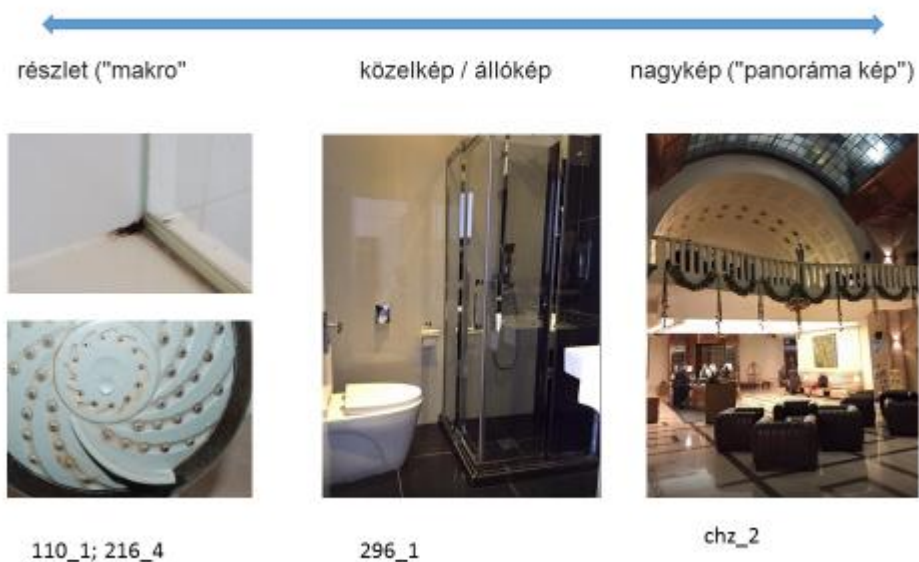 részlet ("makro"
közelkép / állókép
nagykép ("panoráma kép")
110_1; 216_4
296_1
chz_2